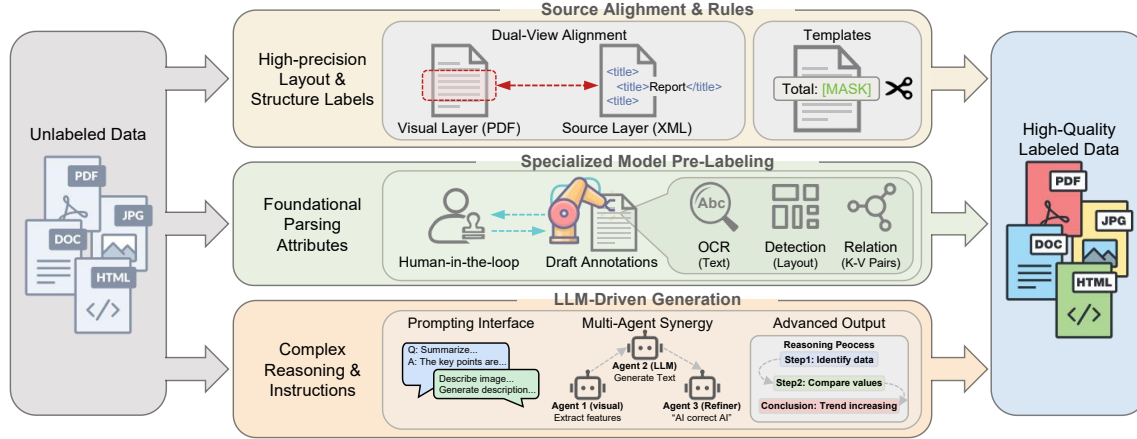 Source Alighment & Rules
High-precision
Layout &
Structure Labels
Dual-View Alignment
<title>
<title>Report</title>
<title>
Visual Layer (PDF)
Source Layer (XML)
Templates
Total: [MASK]
Unlabeled Data
PDF
JPG
DOC
HTML
</>
Specialized Model Pre-Labeling
Foundational
Parsing
Attributes
Human-in-the-loop
Draft Annotations
Abc
OCR
(Text)
Detection
(Layout)
Relation
(K-V Pairs)
LLM-Driven Generation
Complex
Reasoning &
Instructions
Prompting Interface
Q: Summarize...
A: The key points are...
Describe image...
Generate description...
Multi-Agent Synergy
Agent 2 (LLM)
Generate Text
Agent 1 (visual)
Extract features
Agent 3 (Refiner)
“AI correct AI”
Advanced Output
Reasoning Peocess
Step1: Identify data
Step2: Compare values
Conclusion: Trend increasing
High-Quality
Labeled Data
PDF
JPG
DOC
HTML
</>